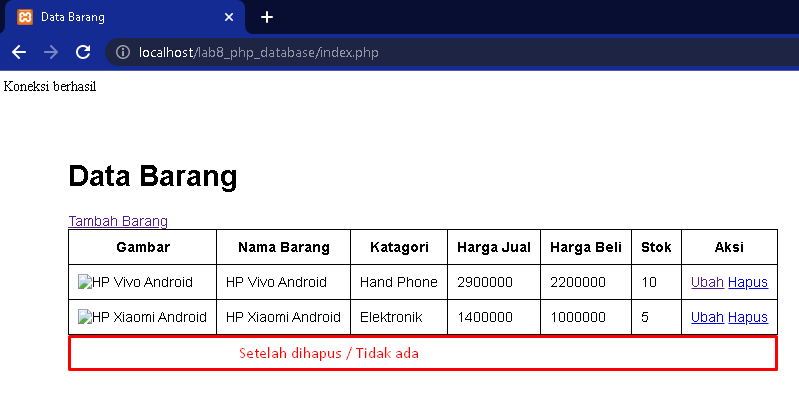 Data Barang
localhost/lab8_php_database/index.php
Koneksi berhasil
Data Barang
Tambah Barang
Gambar Nama Barang Katagori Harga Jual Harga Beli Stok Aksi
HP Vivo Android HP Vivo Android Hand Phone 2900000 2200000 10 Ubah Hapus
HP Xiaomi Android HP Xiaomi Android Elektronik 1400000 1000000 5 Ubah Hapus
Setelah dihapus / Tidak ada